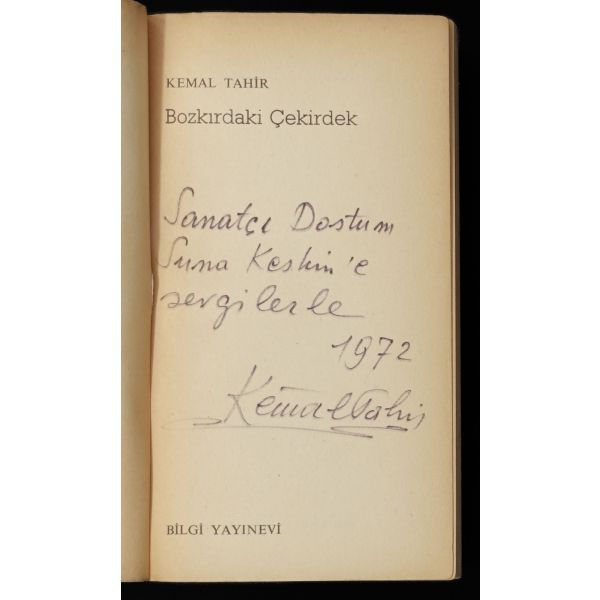 KEMAL TAHİR
Bozkırdaki Çekirdek
Sanatçı Dostum
Suna Keskin'e
sevgilerle
1972
Kemal Tahir
BİLGİ YAYINEVİ